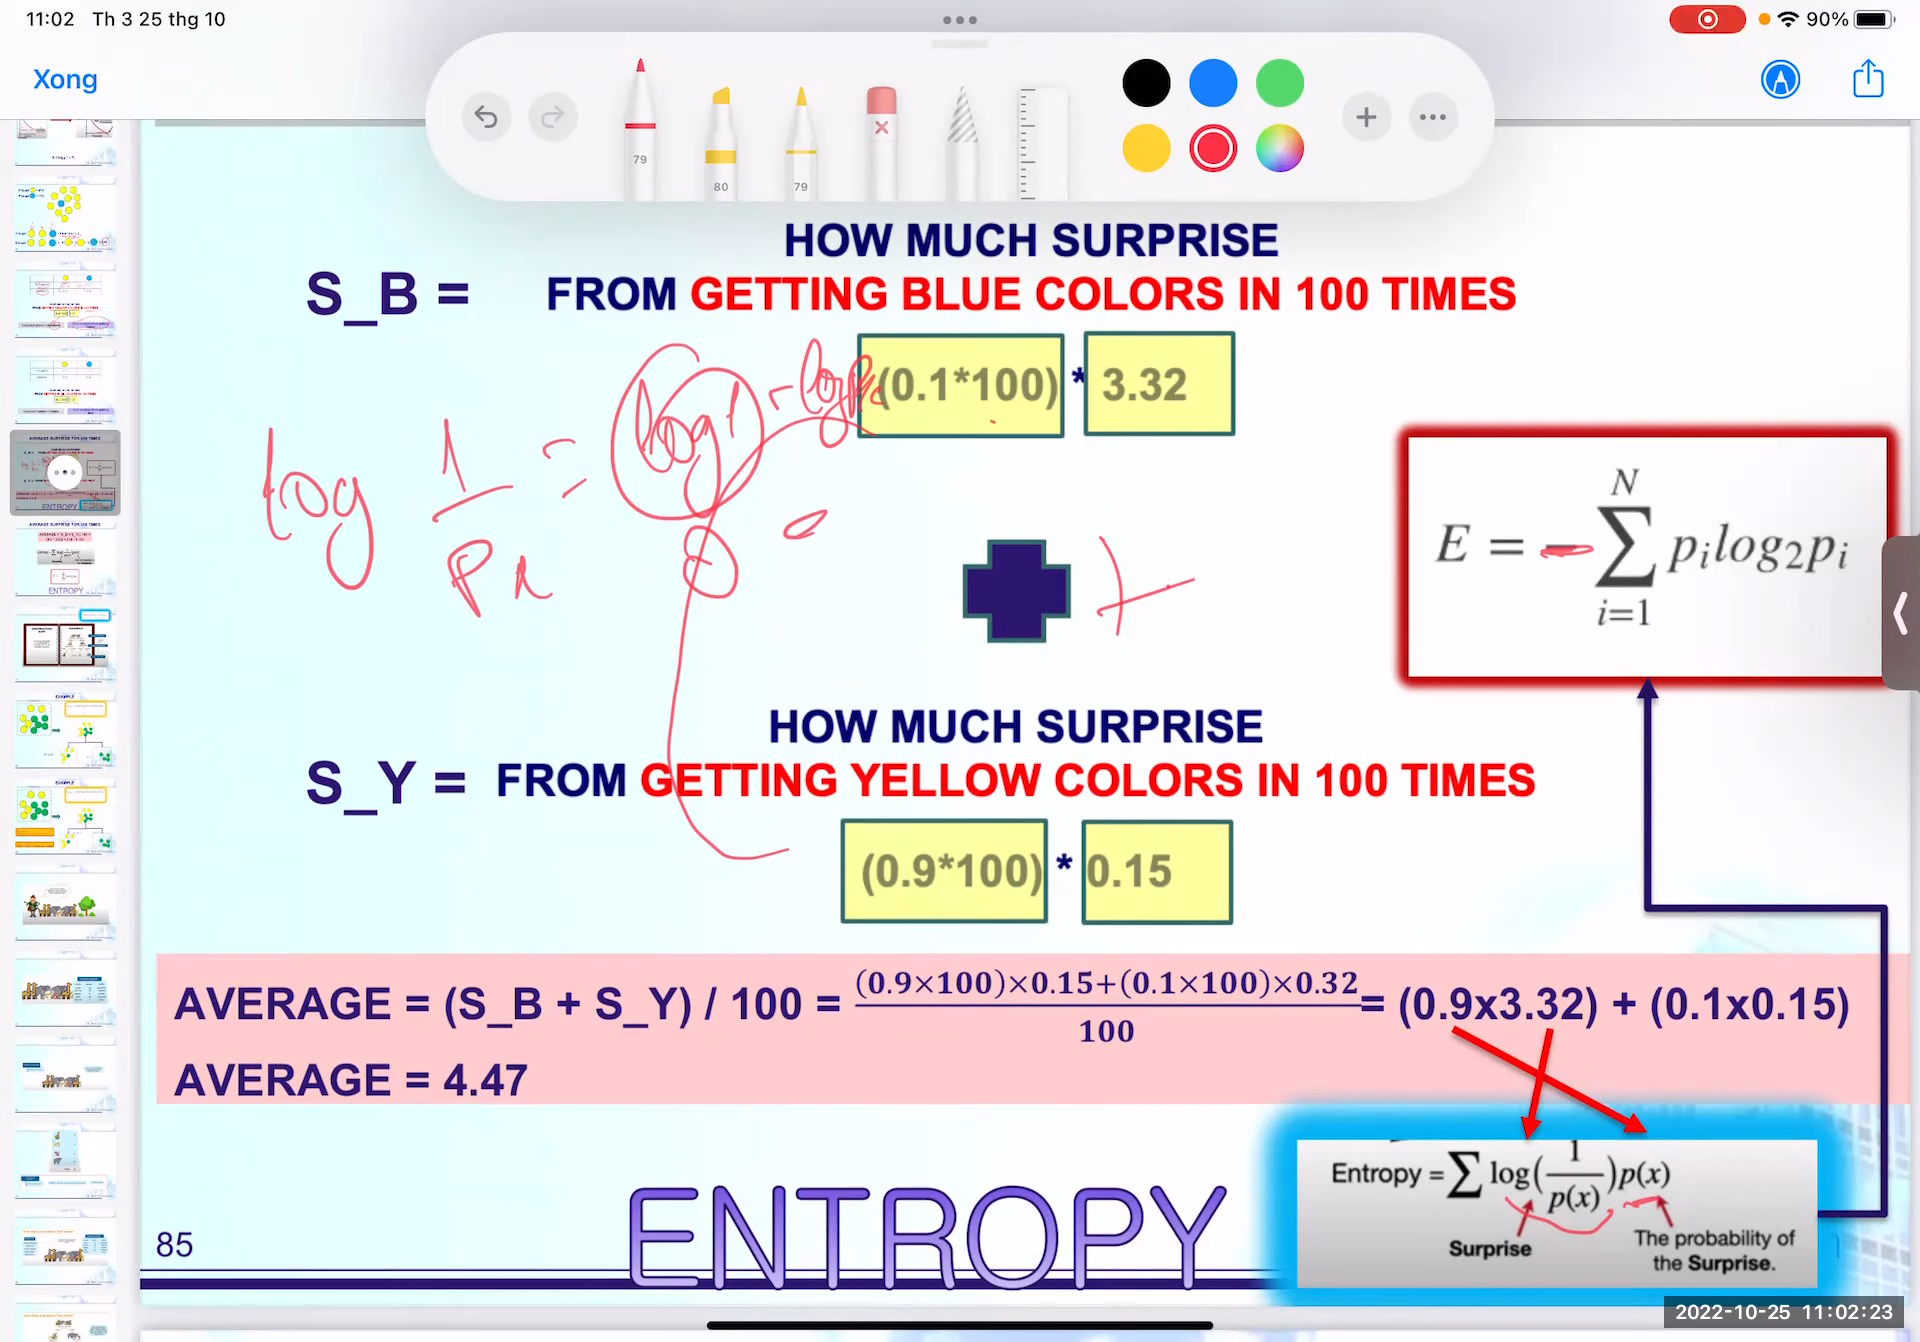 11:02 Th 3 25 thg 10
90%
Xong
79
80
79
HOW MUCH SURPRISE
S_B = FROM GETTING BLUE COLORS IN 100 TIMES
(0.1*100) * 3.32
log 1/P = log 1 - log
N
E = - ∑ pᵢlog₂pᵢ
i=1
HOW MUCH SURPRISE
S_Y = FROM GETTING YELLOW COLORS IN 100 TIMES
(0.9*100) * 0.15
AVERAGE = (S_B + S_Y) / 100 = (0.9×100)×0.15+(0.1×100)×0.32 / 100 = (0.9x3.32) + (0.1x0.15)
AVERAGE = 4.47
Entropy = ∑ log(1/p(x))p(x)
Surprise
The probability of
the Surprise.
85
ENTROPY
2022-10-25 11:02:23